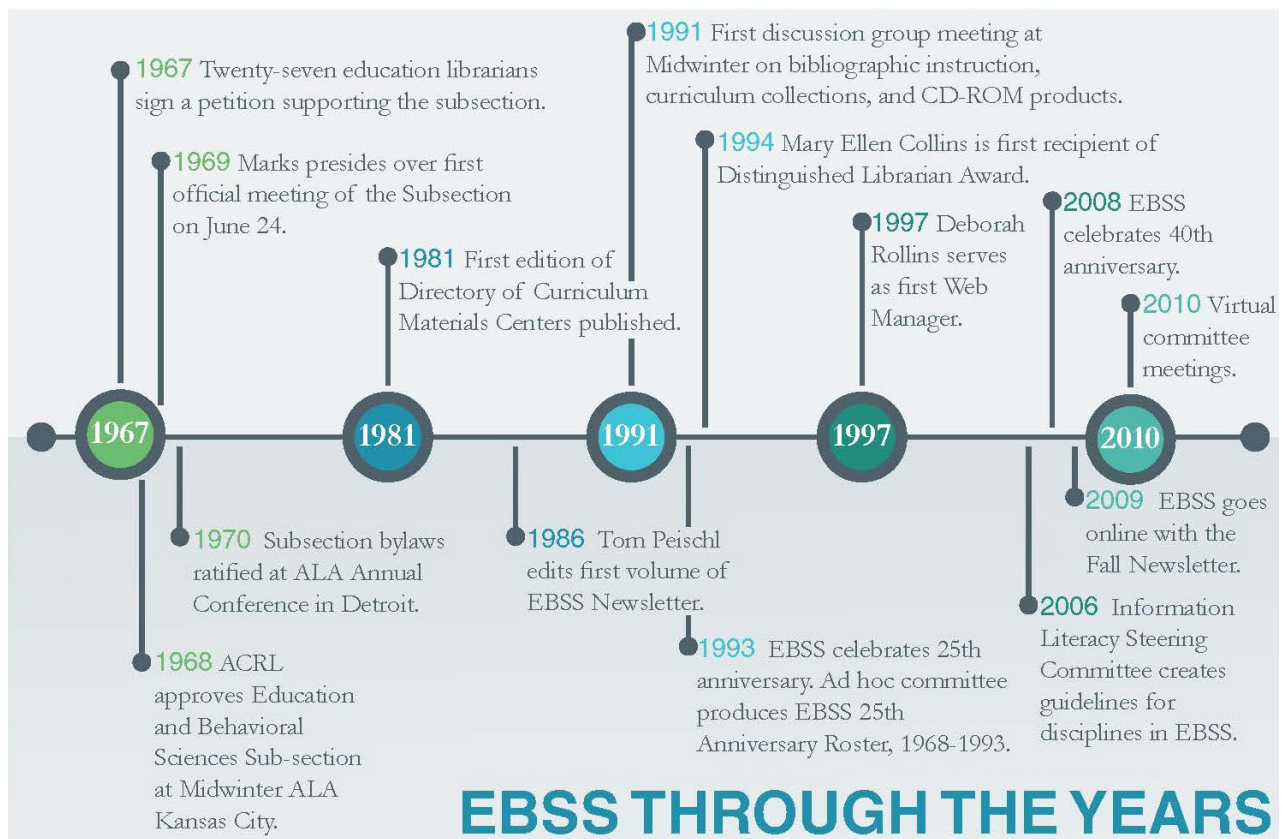 1967 Twenty-seven education librarians
sign a petition supporting the subsection.
1969 Marks presides over first
official meeting of the Subsection
on June 24.
1981 First edition of
Directory of Curriculum
Materials Centers published.
1991 First discussion group meeting at
Midwinter on bibliographic instruction,
curriculum collections, and CD-ROM products.
1994 Mary Ellen Collins is first recipient of
Distinguished Librarian Award.
1997 Deborah
Rollins serves
as first Web
Manager.
2008 EBSS
celebrates 40th
anniversary.
2010 Virtual
committee
meetings.
1967
1981
1991
1997
2010
1970 Subsection bylaws
ratified at ALA Annual
Conference in Detroit.
1968 ACRL
approves Education
and Behavioral
Sciences Sub-section
at Midwinter ALA
Kansas City.
1986 Tom Peischl
edits first volume of
EBSS Newsletter.
1993 EBSS celebrates 25th
anniversary. Ad hoc committee
produces EBSS 25th
Anniversary Roster, 1968-1993.
2009 EBSS goes
online with the
Fall Newsletter.
2006 Information
Literacy Steering
Committee creates
guidelines for
disciplines in EBSS.
EBSS THROUGH THE YEARS